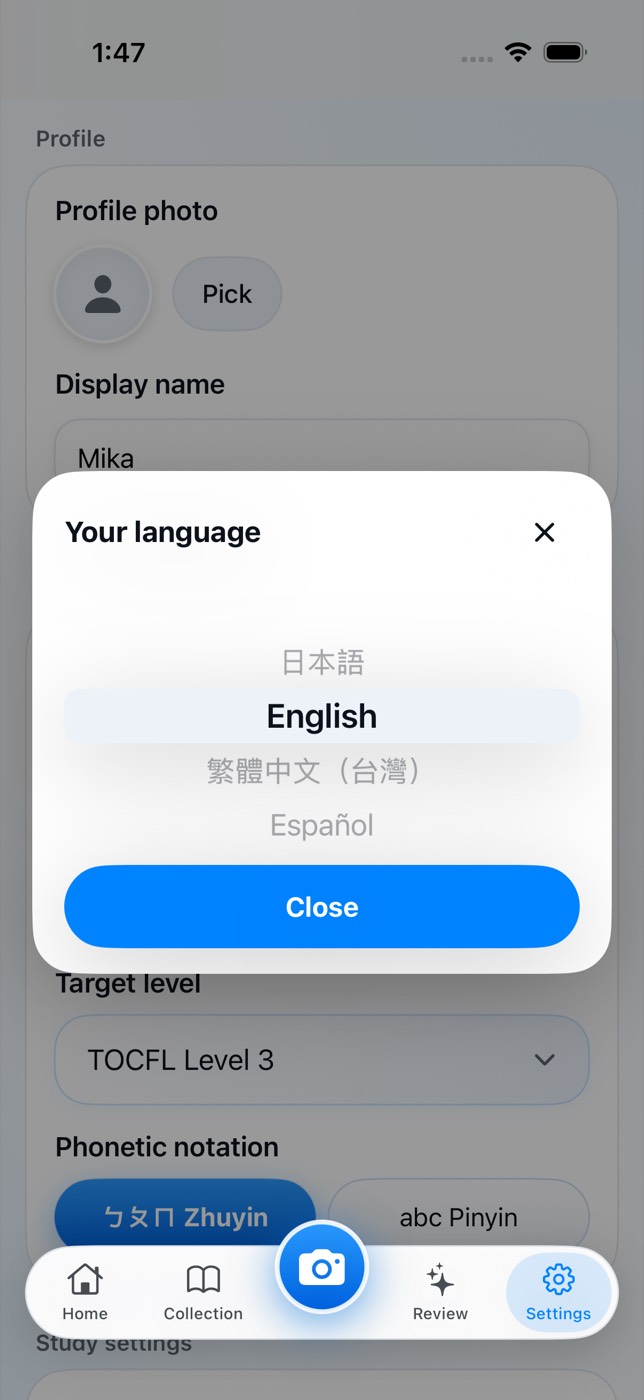 1:47
Profile
Profile photo
Pick
Display name
Mika
Your language
日本語
English
繁體中文（台灣）
Español
Close
Target level
TOCFL Level 3
Phonetic notation
ㄅㄆㄇ Zhuyin
abc Pinyin
Home
Collection
Review
Settings
Study settings